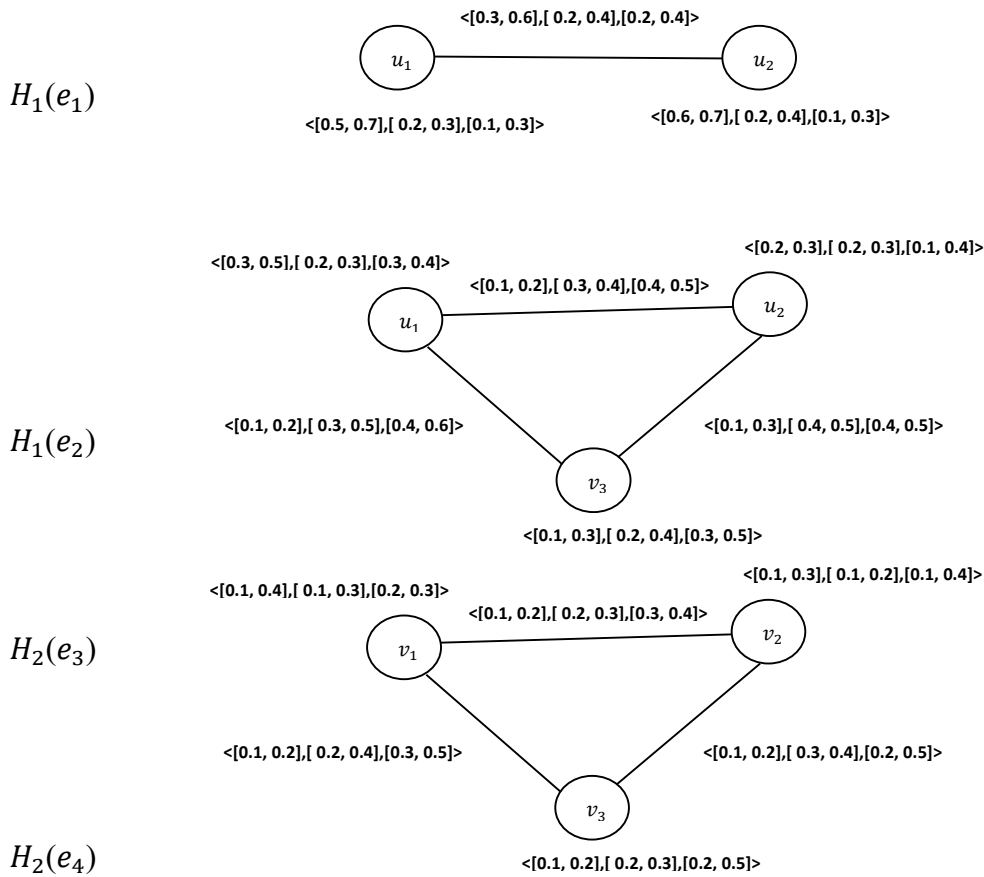 <[0.3, 0.6],[ 0.2, 0.4],[0.2, 0.4]>
u₁ u₂
H₁(e₁)
<[0.5, 0.7],[ 0.2, 0.3],[0.1, 0.3]> <[0.6, 0.7],[ 0.2, 0.4],[0.1, 0.3]>
<[0.3, 0.5],[ 0.2, 0.3],[0.3, 0.4]> <[0.2, 0.3],[ 0.2, 0.3],[0.1, 0.4]>
<[0.1, 0.2],[ 0.3, 0.4],[0.4, 0.5]>
u₁ u₂
H₁(e₂)
<[0.1, 0.2],[ 0.3, 0.5],[0.4, 0.6]> <[0.1, 0.3],[ 0.4, 0.5],[0.4, 0.5]>
v₃
<[0.1, 0.3],[ 0.2, 0.4],[0.3, 0.5]>
<[0.1, 0.4],[ 0.1, 0.3],[0.2, 0.3]> <[0.1, 0.3],[ 0.1, 0.2],[0.1, 0.4]>
<[0.1, 0.2],[ 0.2, 0.3],[0.3, 0.4]>
H₂(e₃)
v₁ v₂
<[0.1, 0.2],[ 0.2, 0.4],[0.3, 0.5]> <[0.1, 0.2],[ 0.3, 0.4],[0.2, 0.5]>
v₃
H₂(e₄)
<[0.1, 0.2],[ 0.2, 0.3],[0.2, 0.5]>